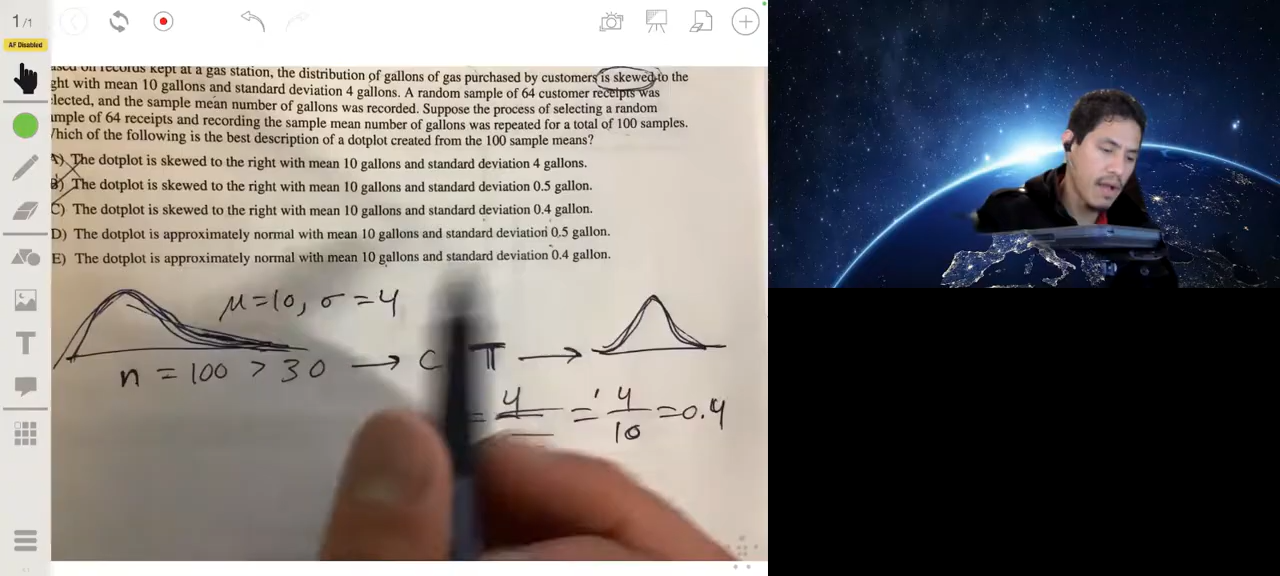 1/1
AF Disabled
on records kept at a gas station, the distribution of gallons of gas purchased by customers is skewed to the
ght with mean 10 gallons and standard deviation 4 gallons. A random sample of 64 customer receipts was
lected, and the sample mean number of gallons was recorded. Suppose the process of selecting a random
mple of 64 receipts and recording the sample mean number of gallons was repeated for a total of 100 samples.
Which of the following is the best description of a dotplot created from the 100 sample means?
A) The dotplot is skewed to the right with mean 10 gallons and standard deviation 4 gallons.
B) The dotplot is skewed to the right with mean 10 gallons and standard deviation 0.5 gallon.
C) The dotplot is skewed to the right with mean 10 gallons and standard deviation 0.4 gallon.
D) The dotplot is approximately normal with mean 10 gallons and standard deviation 0.5 gallon.
E) The dotplot is approximately normal with mean 10 gallons and standard deviation 0.4 gallon.
μ=10, σ=4
n = 100 > 30 → C T →
= 4 = 4/10 = 0.4
T